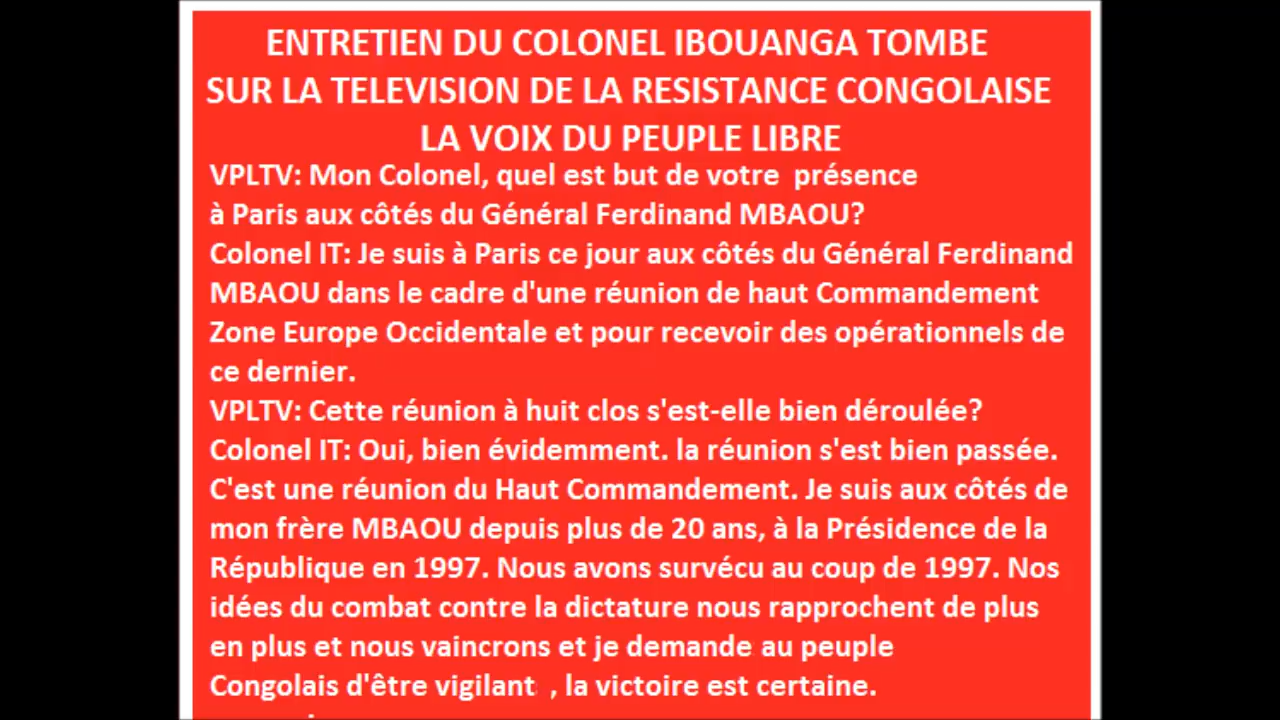 ENTRETIEN DU COLONEL IBOUANGA TOMBE
SUR LA TELEVISION DE LA RESISTANCE CONGOLAISE
LA VOIX DU PEUPLE LIBRE
VPLTV: Mon Colonel, quel est but de votre  présence
à Paris aux côtés du Général Ferdinand MBAOU?
Colonel IT: Je suis à Paris ce jour aux côtés du Général Ferdinand
MBAOU dans le cadre d'une réunion de haut Commandement
Zone Europe Occidentale et pour recevoir des opérationnels de
ce dernier.
VPLTV: Cette réunion à huit clos s'est-elle bien déroulée?
Colonel IT: Oui, bien évidemment. la réunion s'est bien passée.
C'est une réunion du Haut Commandement. Je suis aux côtés de
mon frère MBAOU depuis plus de 20 ans, à la Présidence de la
République en 1997. Nous avons survécu au coup de 1997. Nos
idées du combat contre la dictature nous rapprochent de plus
en plus et nous vaincrons et je demande au peuple
Congolais d'être vigilant  , la victoire est certaine.